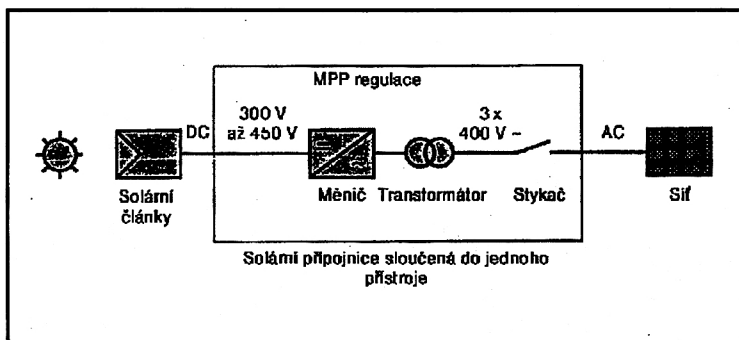 MPP regulace
DC
300 V
až 450 V
3 x
400 V ~
AC
Solární
články
Měnič
Transformátor
Stykač
Síť
Solární přípojnice sloučená do jednoho
přístroje